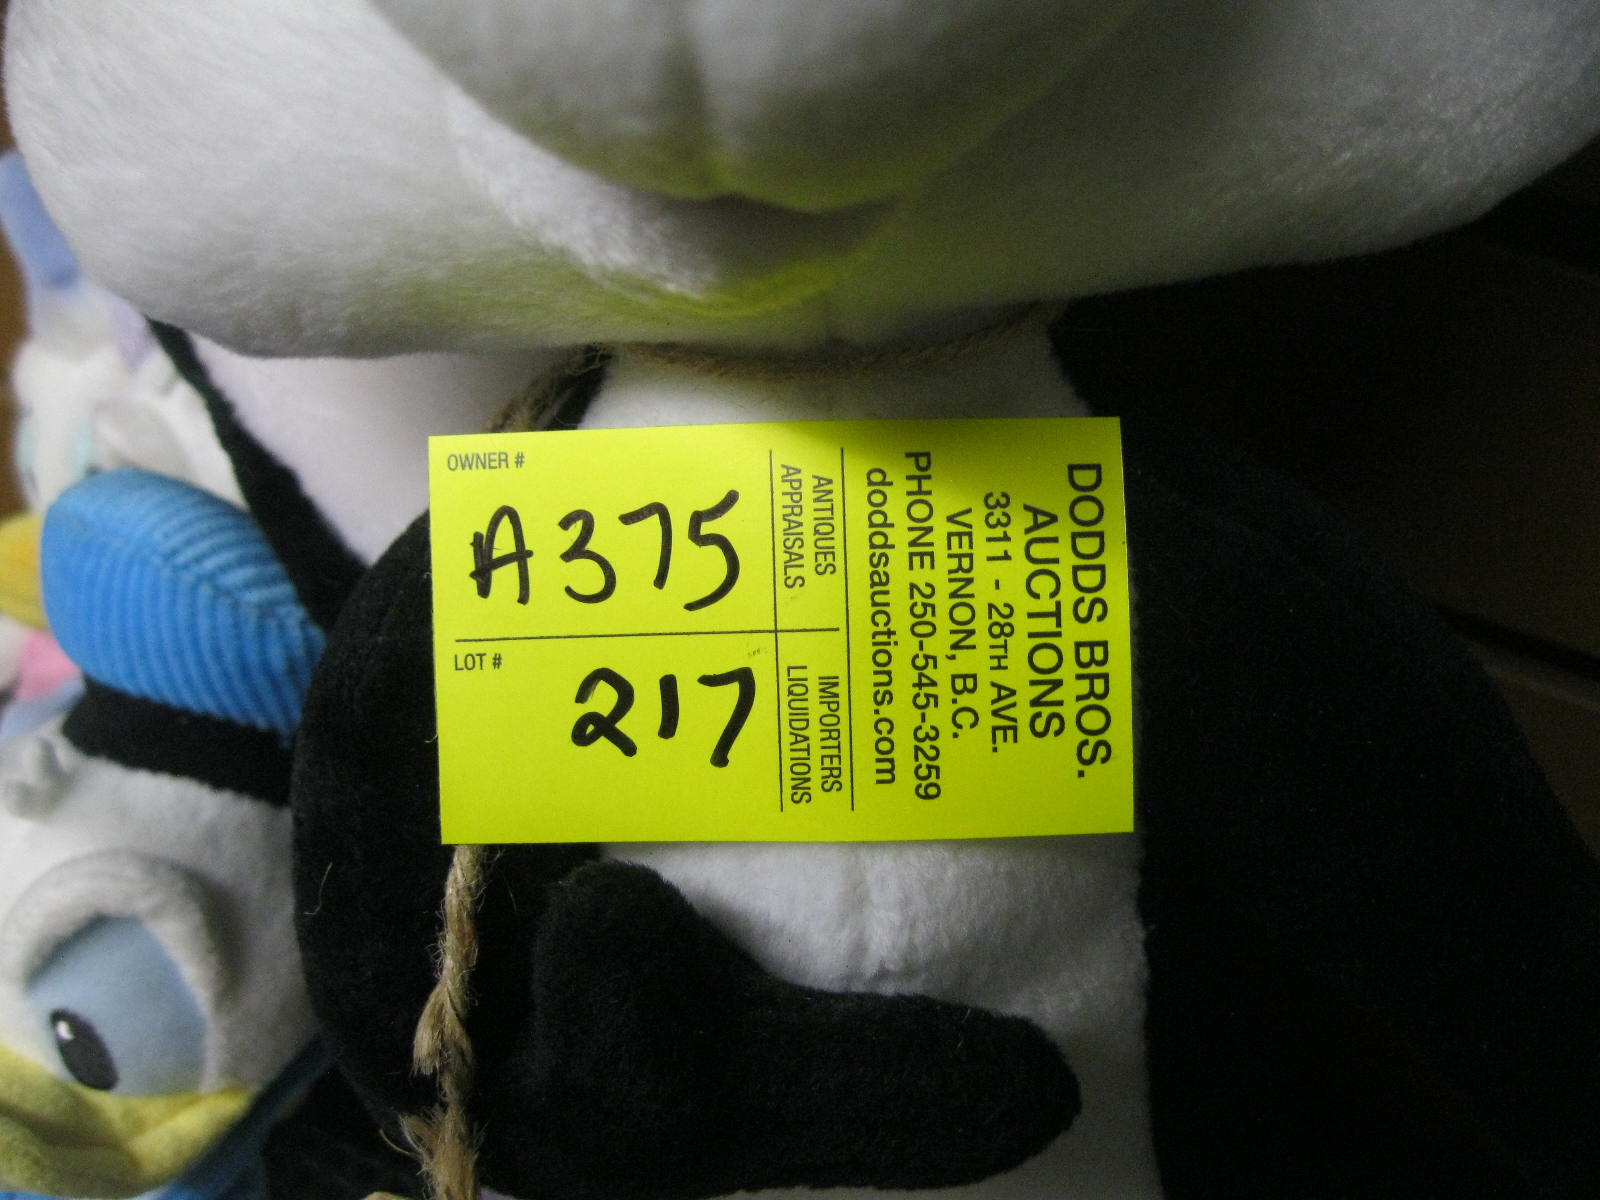 DODDS BROS.
AUCTIONS
3311 - 28TH AVE.
VERNON, B.C.
PHONE 250-545-3259
doddsauctions.com
ANTIQUES
APPRAISALS
IMPORTERS
LIQUIDATIONS
OWNER #
A375
LOT #
217